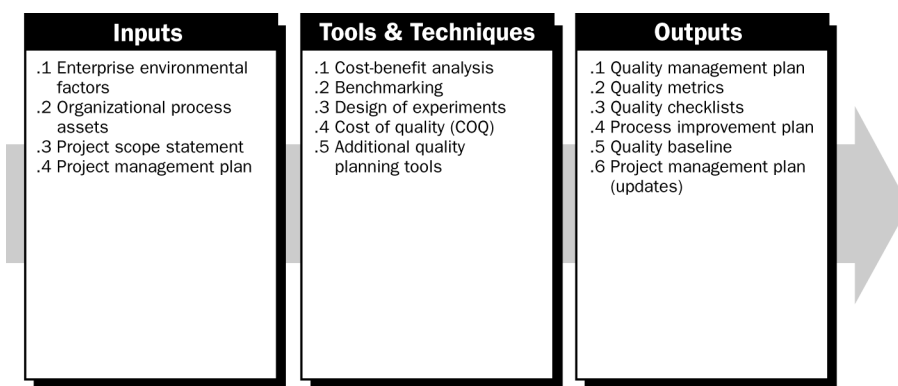 Inputs
.1 Enterprise environmental
factors
.2 Organizational process
assets
.3 Project scope statement
.4 Project management plan
Tools & Techniques
.1 Cost-benefit analysis
.2 Benchmarking
.3 Design of experiments
.4 Cost of quality (COQ)
.5 Additional quality
planning tools
Outputs
.1 Quality management plan
.2 Quality metrics
.3 Quality checklists
.4 Process improvement plan
.5 Quality baseline
.6 Project management plan
(updates)